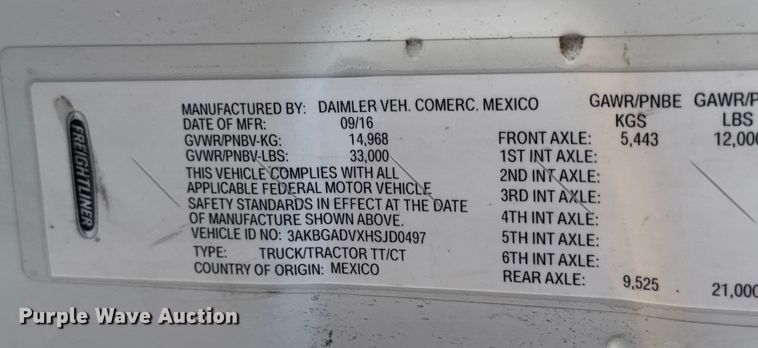 FREIGHTLINER
MANUFACTURED BY: DAIMLER VEH. COMERC. MEXICO
DATE OF MFR: 09/16
GVWR/PNBV-KG: 14,968
GVWR/PNBV-LBS: 33,000
THIS VEHICLE COMPLIES WITH ALL
APPLICABLE FEDERAL MOTOR VEHICLE
SAFETY STANDARDS IN EFFECT AT THE DATE
OF MANUFACTURE SHOWN ABOVE.
VEHICLE ID NO: 3AKBGADVXHSJD0497
TYPE: TRUCK/TRACTOR TT/CT
COUNTRY OF ORIGIN: MEXICO
GAWR/PNBE GAWR/P
KGS LBS
FRONT AXLE: 5,443 12,000
1ST INT AXLE:
2ND INT AXLE:
3RD INT AXLE:
4TH INT AXLE:
5TH INT AXLE:
6TH INT AXLE:
REAR AXLE: 9,525 21,000
Purple Wave Auction